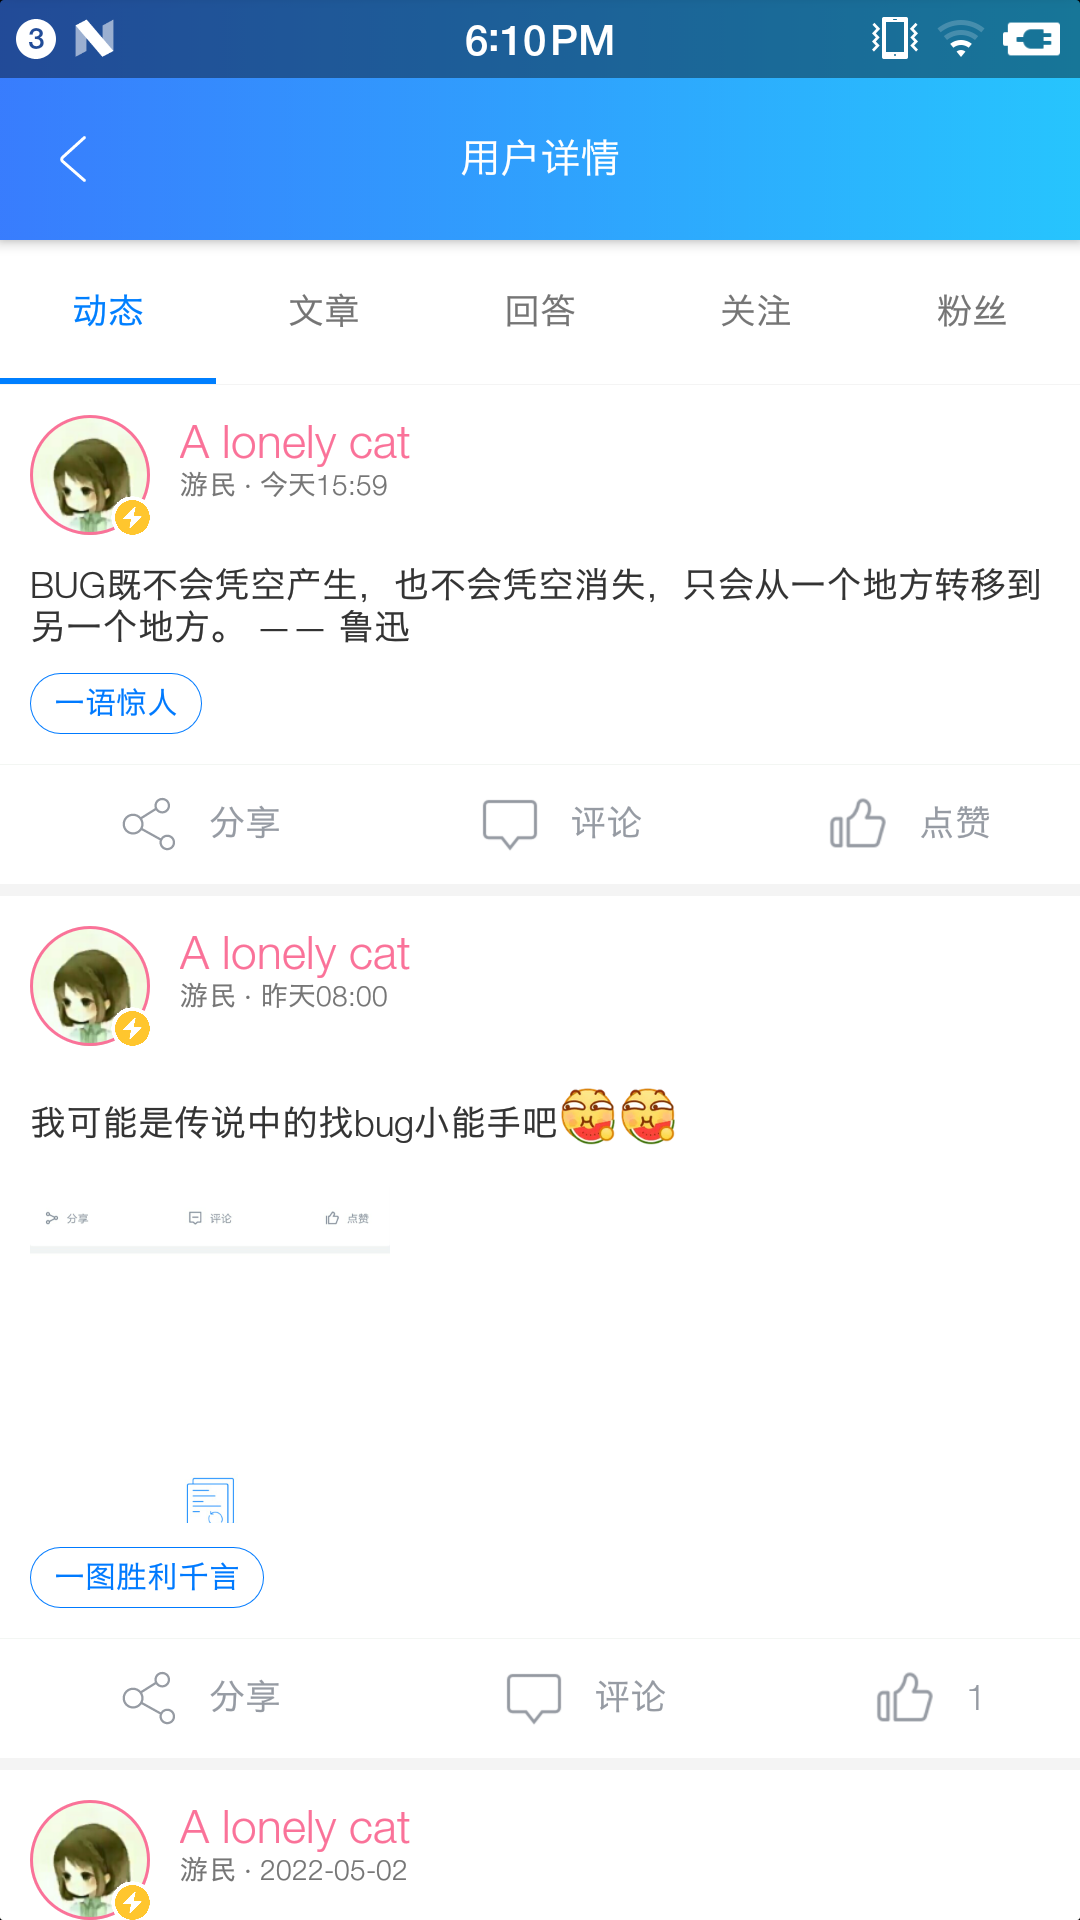 3
6:10PM
用户详情
动态 文章 回答 关注 粉丝
A lonely cat
游民 · 今天15:59
BUG既不会凭空产生，也不会凭空消失，只会从一个地方转移到
另一个地方。 —— 鲁迅
一语惊人
分享 评论 点赞
A lonely cat
游民 · 昨天08:00
我可能是传说中的找bug小能手吧
分享 评论 点赞
一图胜利千言
分享 评论 1
A lonely cat
游民 · 2022-05-02